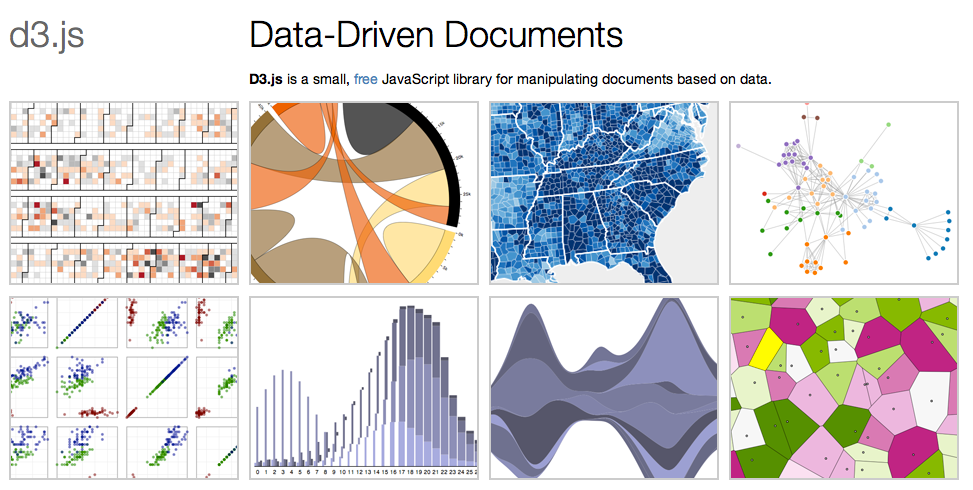 d3.js
Data-Driven Documents
D3.js is a small, free JavaScript library for manipulating documents based on data.
0 1 2 3 4 5 6 7 8 9 10 11 12 13 14 15 16 17 18 19 20 21 22 23 24 25